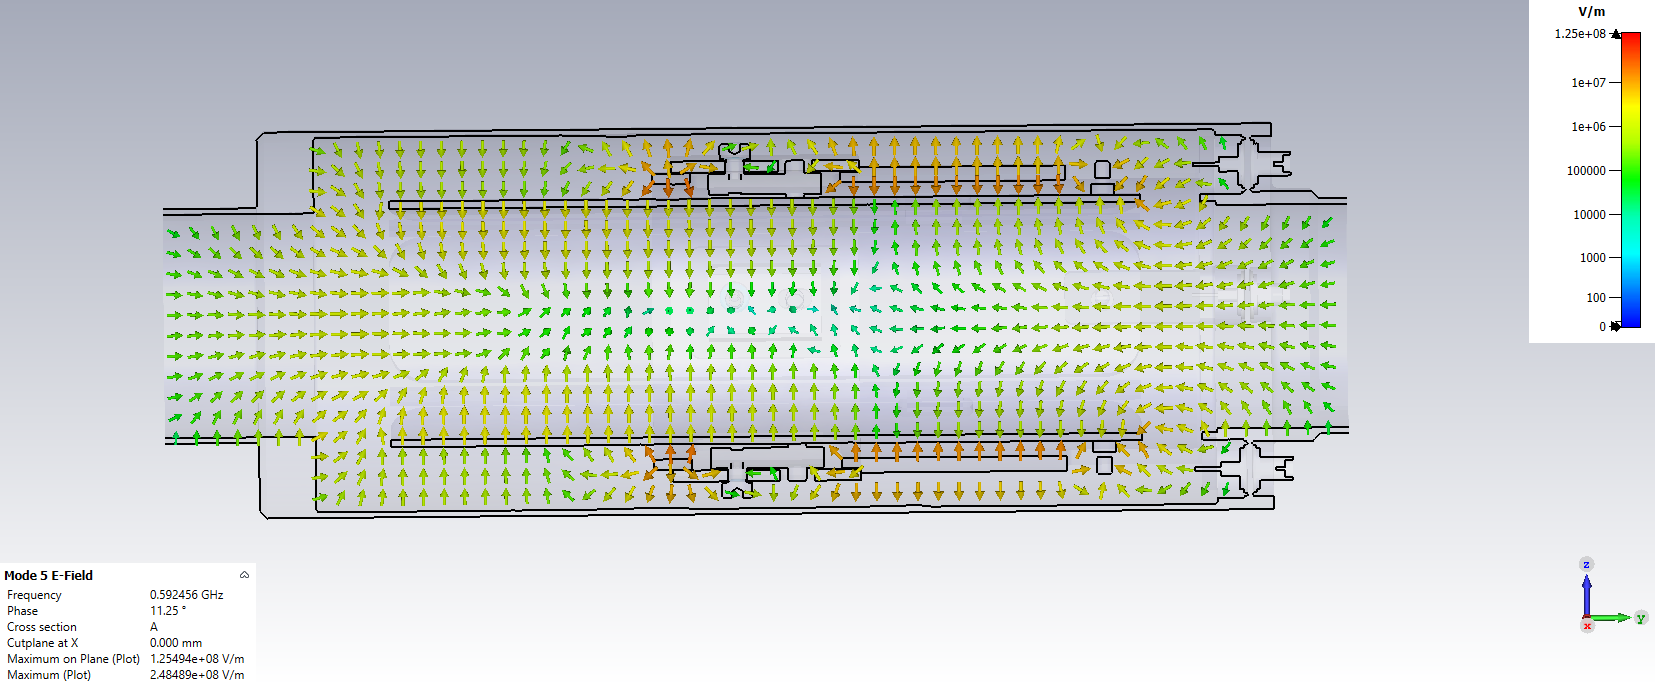 V/m
1.25e+08
1e+07
1e+06
100000
10000
1000
100
0
Mode 5 E-Field
Frequency 0.592456 GHz
Phase 11.25 °
Cross section A
Cutplane at X 0.000 mm
Maximum on Plane (Plot) 1.25494e+08 V/m
Maximum (Plot) 2.48489e+08 V/m
z
y
x